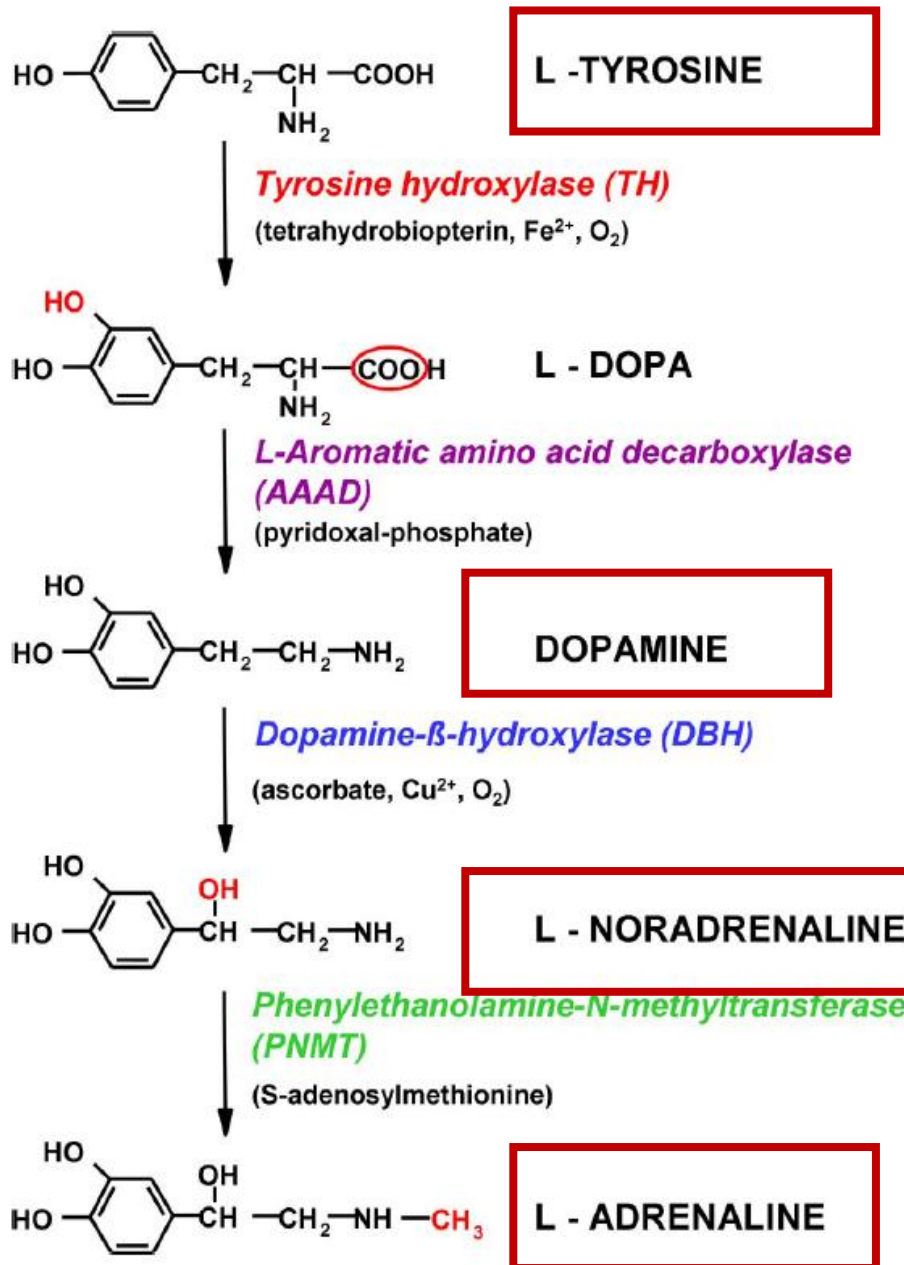 HO CH₂ CH COOH L -TYROSINE
NH₂
Tyrosine hydroxylase (TH)
(tetrahydrobiopterin, Fe²⁺, O₂)
HO
HO CH₂ CH COOH L - DOPA
NH₂
L-Aromatic amino acid decarboxylase
(AAAD)
(pyridoxal-phosphate)
HO
HO CH₂ CH₂ NH₂ DOPAMINE
Dopamine-ß-hydroxylase (DBH)
(ascorbate, Cu²⁺, O₂)
HO OH
HO CH CH₂ NH₂ L - NORADRENALINE
Phenylethanolamine-N-methyltransferase
(PNMT)
(S-adenosylmethionine)
HO OH
HO CH CH₂ NH CH₃ L - ADRENALINE